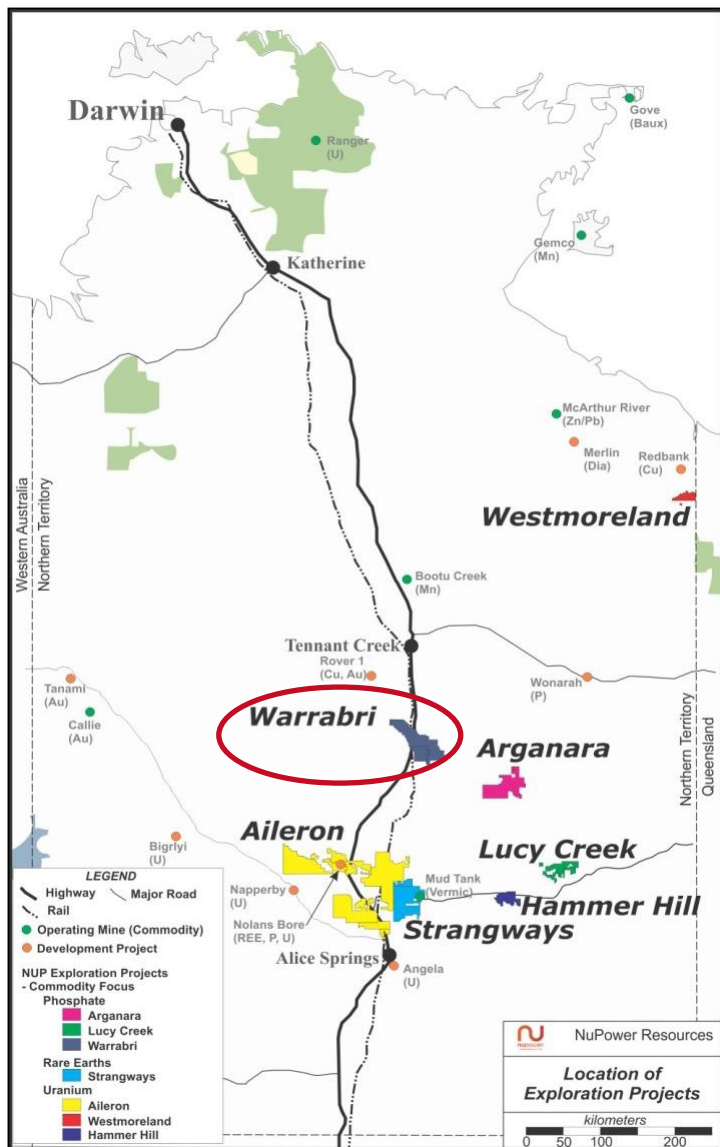 Darwin
Gove
(Baux)
Ranger
(U)
Gemco
(Mn)
Katherine
McArthur River
(Zn/Pb)
Merlin
(Dia)
Redbank
(Cu)
Westmoreland
Western Australia
Northern Territory
Bootu Creek
(Mn)
Tennant Creek
Rover 1
(Cu, Au)
Tanami
(Au)
Wonarah
(P)
Callie
(Au)
Warrabri
Arganara
Northern Territory
Queensland
Bigrlyi
(U)
Aileron
Lucy Creek
Napperby
(U)
Mud Tank
(Vermic)
Hammer Hill
Nolans Bore
(REE, P, U)
Strangways
Alice Springs
Angela
(U)
LEGEND
Highway Major Road
Rail
Operating Mine (Commodity)
Development Project
NUP Exploration Projects
- Commodity Focus
Phosphate
Arganara
Lucy Creek
Warrabri
Rare Earths
Strangways
Uranium
Aileron
Westmoreland
Hammer Hill
NuPower Resources
Location of
Exploration Projects
kilometers
0 50 100 200